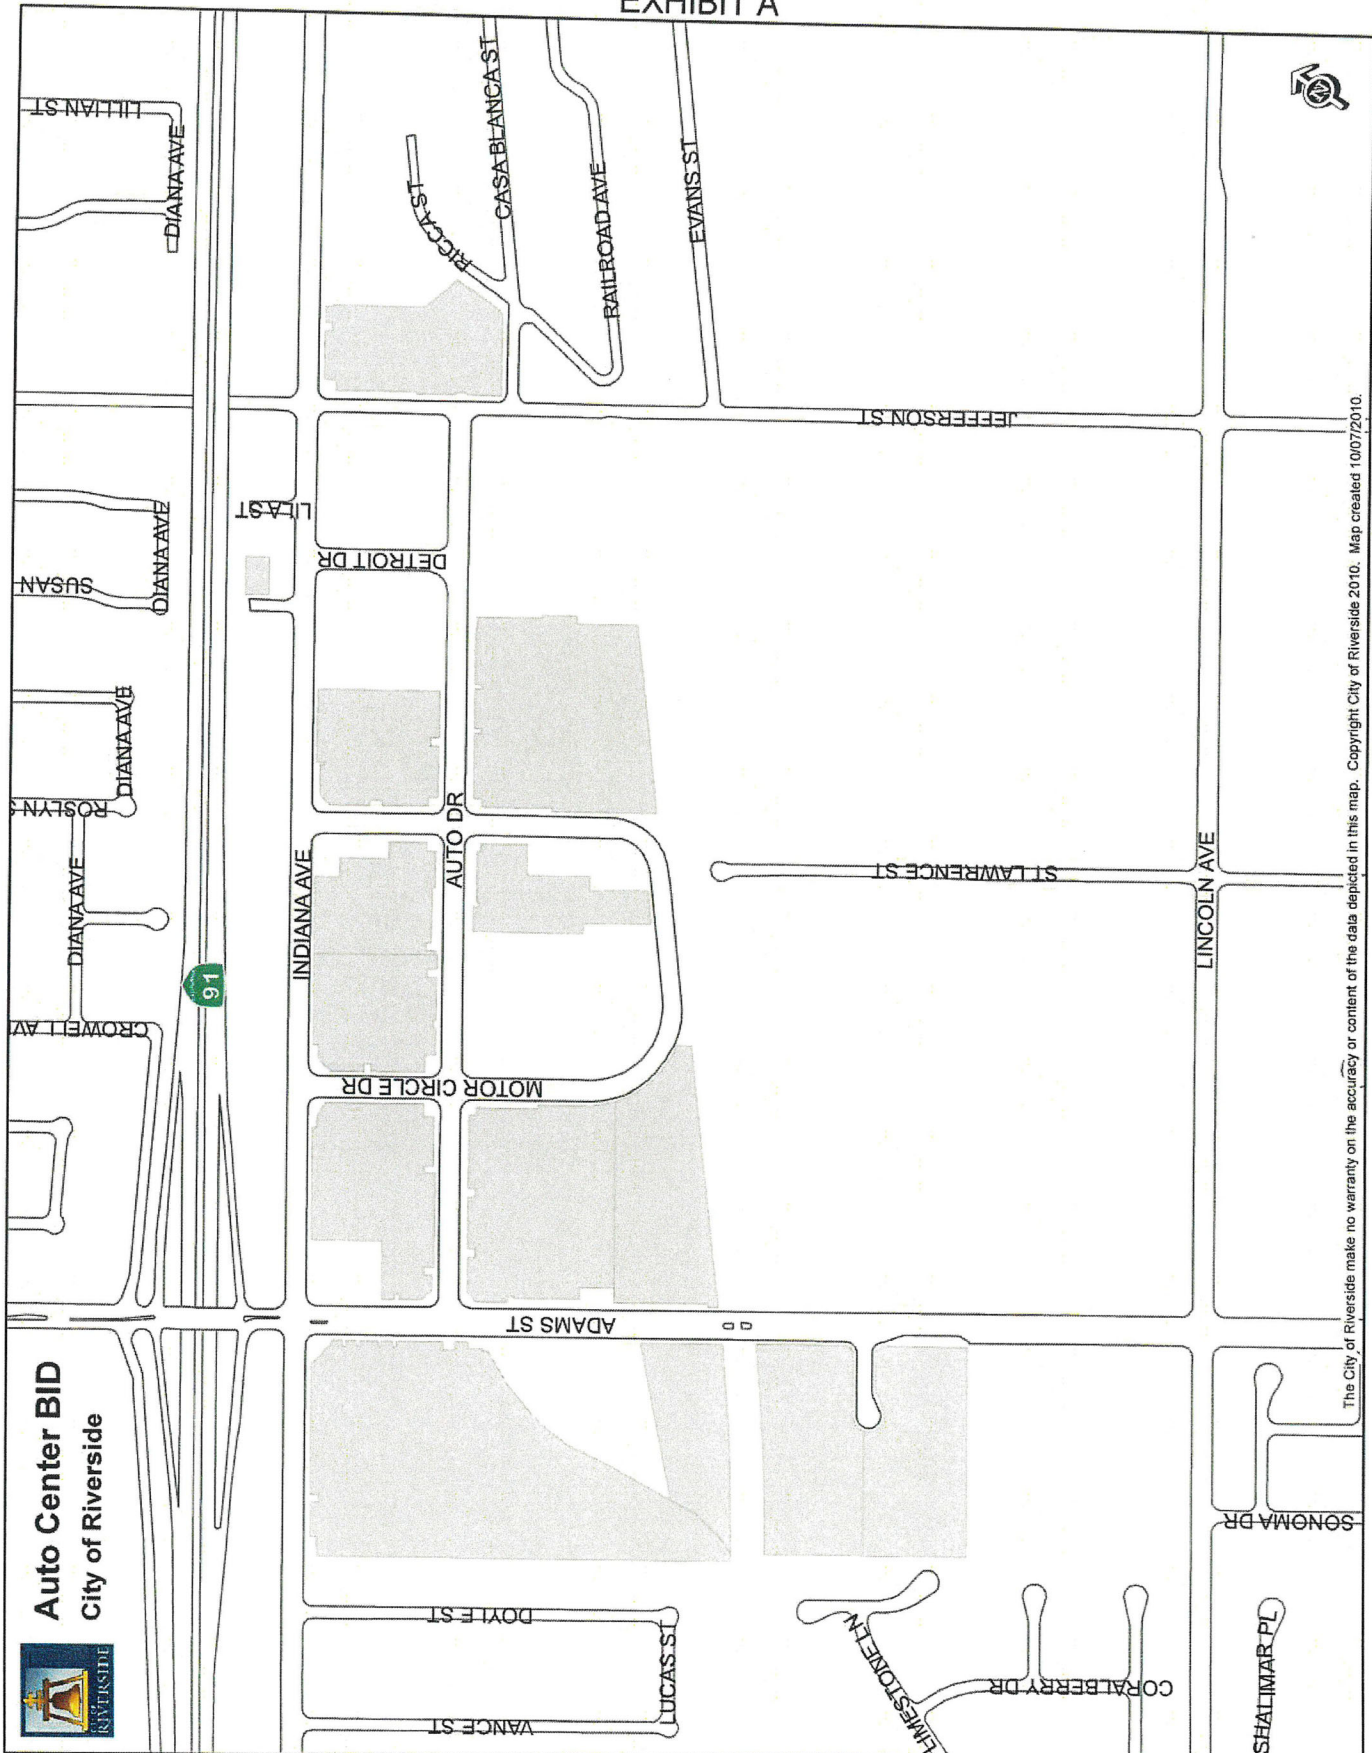 EXHIBIT A
Auto Center BID
City of Riverside
RIVERSIDE
LILLIAN ST
DIANA AVE
CASA BLANCA ST
RICCA ST
RAILROAD AVE
EVANS ST
JEFFERSON ST
LILA ST
DETROIT DR
SUSAN
DIANA AVE
DIANA AVE
ROSLYN S
DIANA AVE
CROWELL AV
91
INDIANA AVE
AUTO DR
MOTOR CIRCLE DR
ST LAWRENCE ST
LINCOLN AVE
ADAMS ST
DOYLE ST
LUCAS ST
VANCE ST
LIMESTONE LN
CORALBERRY DR
SONOMA DR
SHALIMAR PL
The City of Riverside make no warranty on the accuracy or content of the data depicted in this map. Copyright City of Riverside 2010. Map created 10/07/2010.